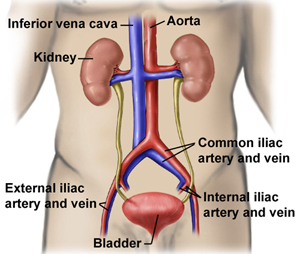 Inferior vena cava
Aorta
Kidney
Common iliac
artery and vein
External iliac
artery and vein
Internal iliac
artery and vein
Bladder